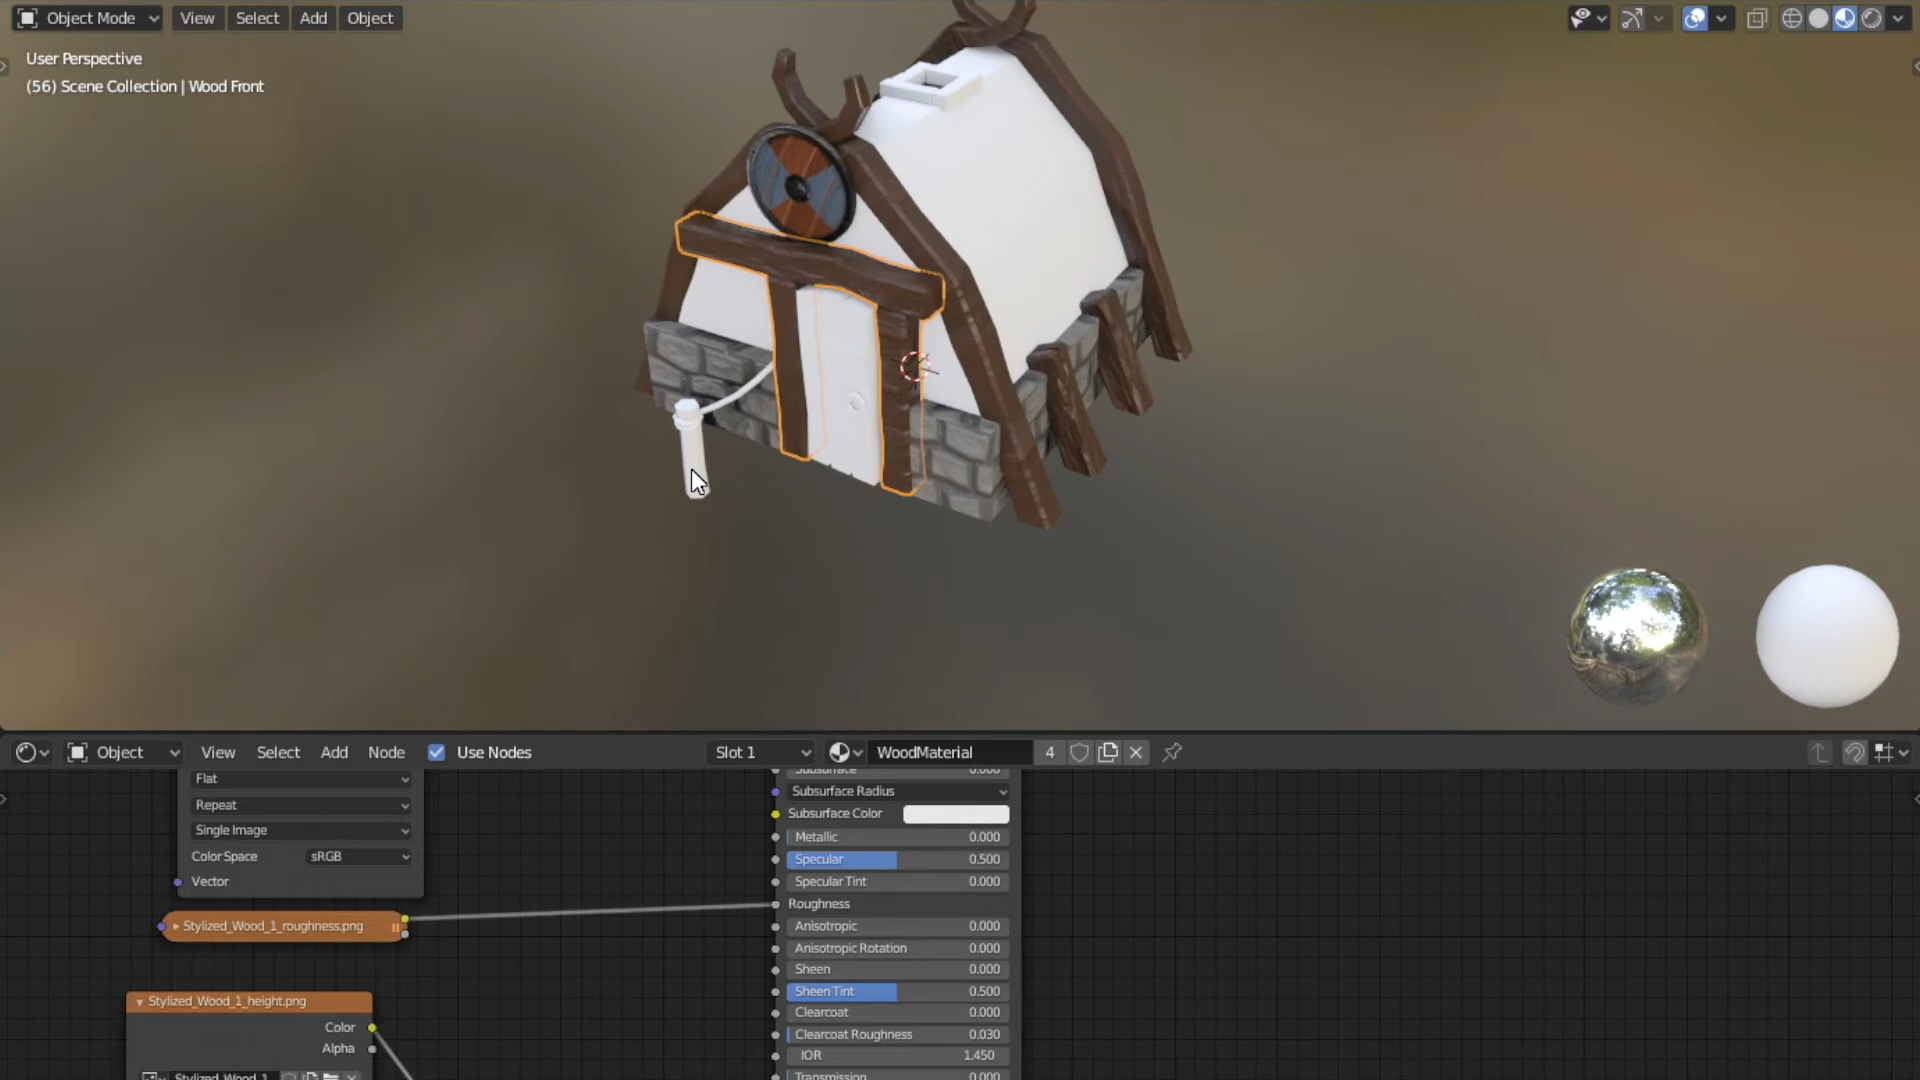 Object Mode View Select Add Object
User Perspective
(56) Scene Collection | Wood Front
Object View Select Add Node Use Nodes Slot 1 WoodMaterial 4
Flat
Repeat
Single Image
Color Space sRGB
Vector
Stylized_Wood_1_roughness.png
Stylized_Wood_1_height.png
Color
Alpha
Stylized_Wood_1
Subsurface 0.000
Subsurface Radius
Subsurface Color
Metallic 0.000
Specular 0.500
Specular Tint 0.000
Roughness
Anisotropic 0.000
Anisotropic Rotation 0.000
Sheen 0.000
Sheen Tint 0.500
Clearcoat 0.000
Clearcoat Roughness 0.030
IOR 1.450
Transmission 0.000